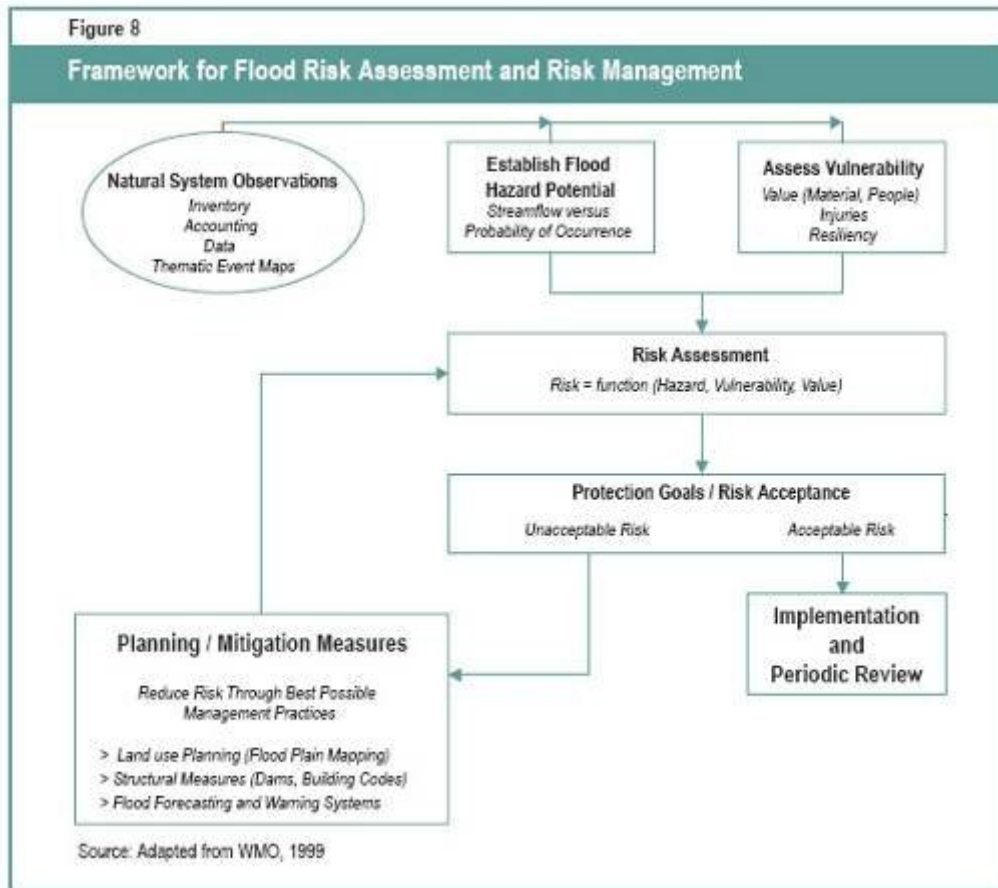 Figure 8
Framework for Flood Risk Assessment and Risk Management
Natural System Observations
Inventory
Accounting
Data
Thematic Event Maps
Establish Flood
Hazard Potential
Streamflow versus
Probability of Occurrence
Assess Vulnerability
Value (Material, People)
Injuries
Resiliency
Risk Assessment
Risk = function (Hazard, Vulnerability, Value)
Protection Goals / Risk Acceptance
Unacceptable Risk
Acceptable Risk
Implementation
and
Periodic Review
Planning / Mitigation Measures
Reduce Risk Through Best Possible
Management Practices
> Land use Planning (Flood Plain Mapping)
> Structural Measures (Dams, Building Codes)
> Flood Forecasting and Warning Systems
Source: Adapted from WMO, 1999